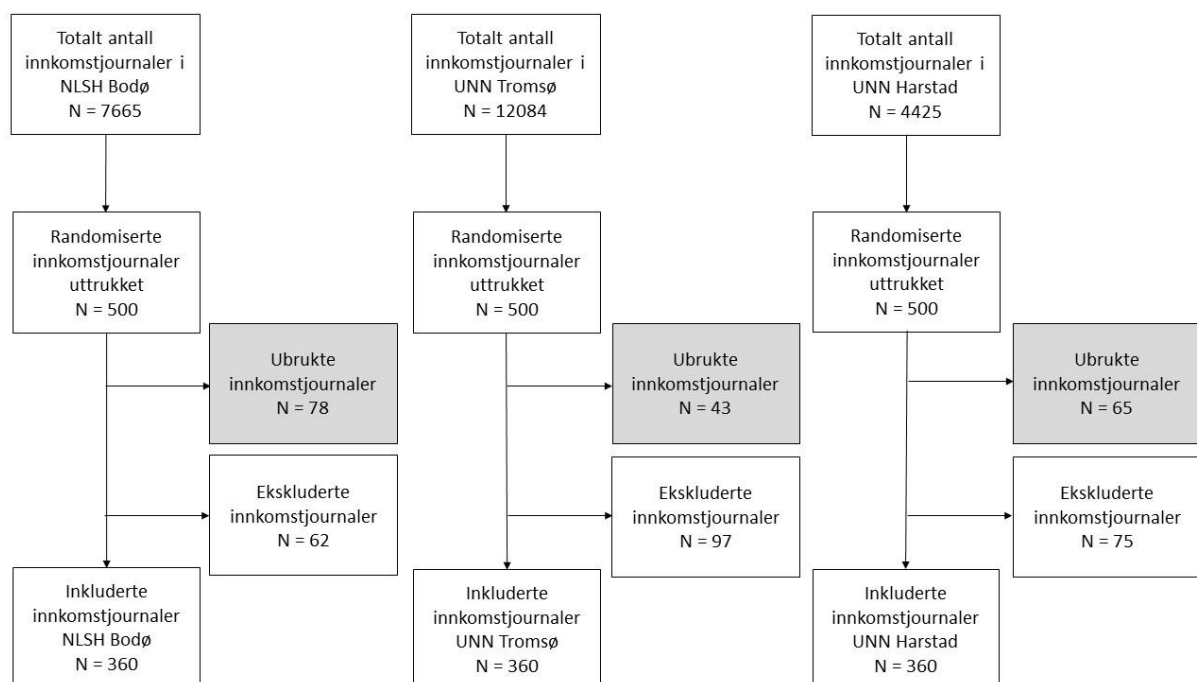 Totalt antall
innkomstjournaler i
NLSH Bodø
N = 7665
Randomiserte
innkomstjournaler
uttrukket
N = 500
Ubrukte
innkomstjournaler
N = 78
Ekskluderte
innkomstjournaler
N = 62
Inkluderte
innkomstjournaler
NLSH Bodø
N = 360
Totalt antall
innkomstjournaler i
UNN Tromsø
N = 12084
Randomiserte
innkomstjournaler
uttrukket
N = 500
Ubrukte
innkomstjournaler
N = 43
Ekskluderte
innkomstjournaler
N = 97
Inkluderte
innkomstjournaler
UNN Tromsø
N = 360
Totalt antall
innkomstjournaler i
UNN Harstad
N = 4425
Randomiserte
innkomstjournaler
uttrukket
N = 500
Ubrukte
innkomstjournaler
N = 65
Ekskluderte
innkomstjournaler
N = 75
Inkluderte
innkomstjournaler
UNN Harstad
N = 360